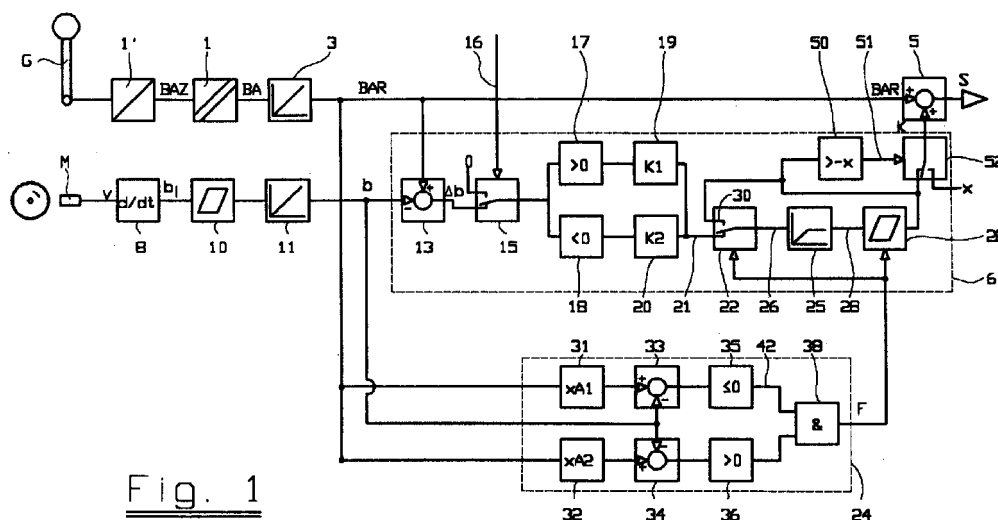 16 17 19 50 51 5
G 1' 1 3 S
BAZ BA BAR BAR
+ +
K
M >0 K1 >-x 52
0 x
v d/dt b1 b + Δb 30
-
<0 K2
8 10 11 13 15 18 20 21 22 26 25 28 6
31 33 35 42 38
xA1 + ≤0
- F
&
-
xA2 + >0
32 34 36 24
Fig. 1